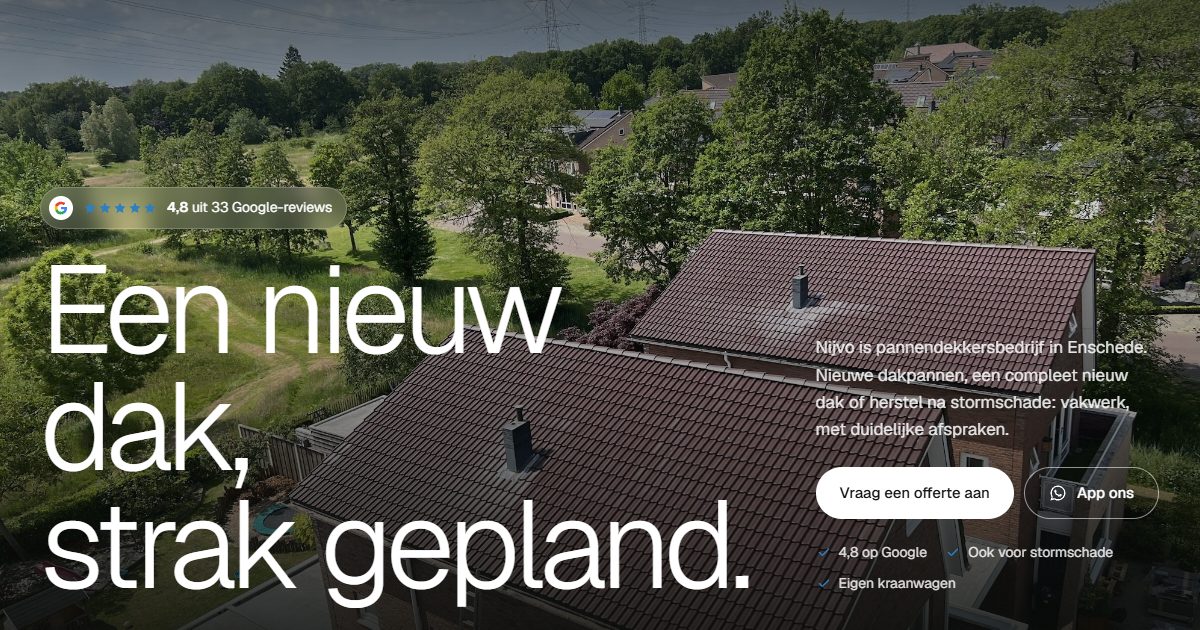 4,8 uit 33 Google-reviews
Een nieuw
dak,
strak gepland.
Nijvo is pannendekkersbedrijf in Enschede.
Nieuwe dakpannen, een compleet nieuw
dak of herstel na stormschade: vakwerk,
met duidelijke afspraken.
Vraag een offerte aan
App ons
4,8 op Google
Ook voor stormschade
Eigen kraanwagen